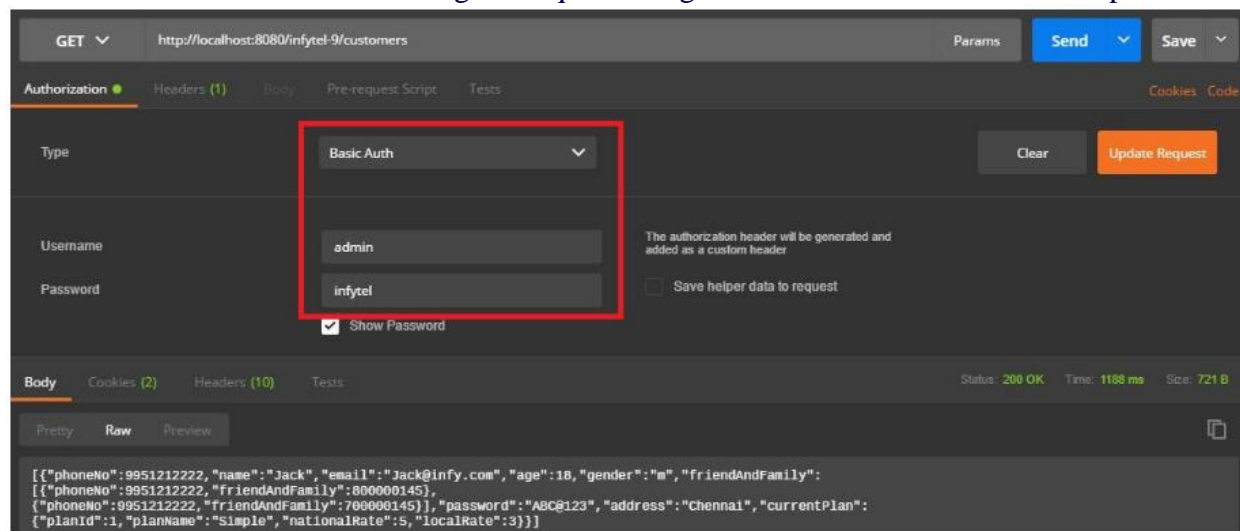 GET http://localhost:8080/infytel-9/customers Params Send Save
Authorization Headers (1) Body Pre-request Script Tests Cookies Code
Type Basic Auth Clear Update Request
Username admin The authorization header will be generated and
added as a custom header
Password infytel Save helper data to request
Show Password
Body Cookies (2) Headers (10) Tests Status: 200 OK Time: 1188 ms Size: 721 B
Pretty Raw Preview
[{"phoneNo":9951212222,"name":"Jack","email":"Jack@infy.com","age":18,"gender":"m","friendAndFamily":
[{"phoneNo":9951212222,"friendAndFamily":800000145},
{"phoneNo":9951212222,"friendAndFamily":700000145}],"password":"ABC@123","address":"Chennai","currentPlan":
{"planId":1,"planName":"Simple","nationalRate":5,"localRate":3}}]